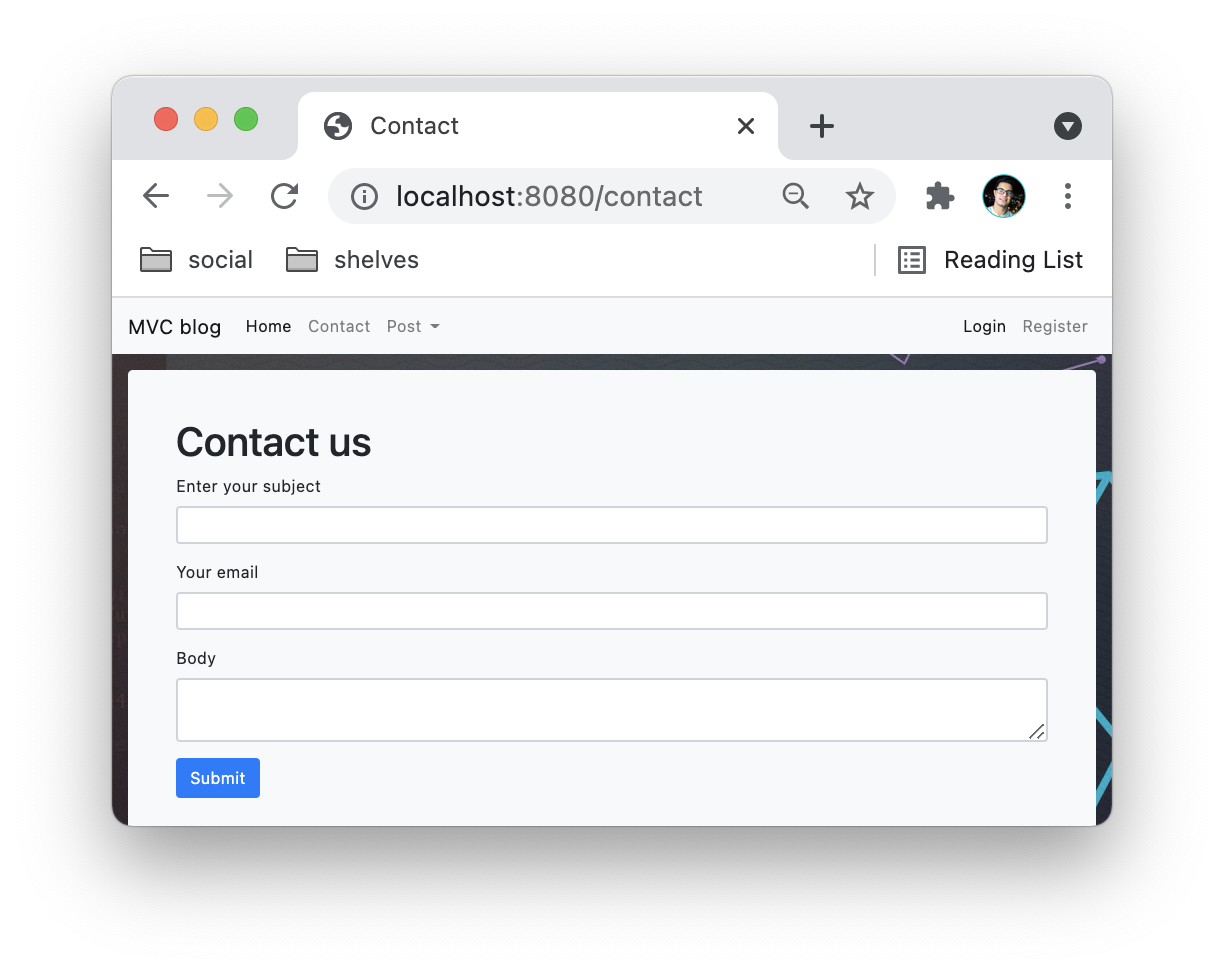 Contact
localhost:8080/contact
social shelves Reading List
MVC blog Home Contact Post Login Register
Contact us
Enter your subject
Your email
Body
Submit